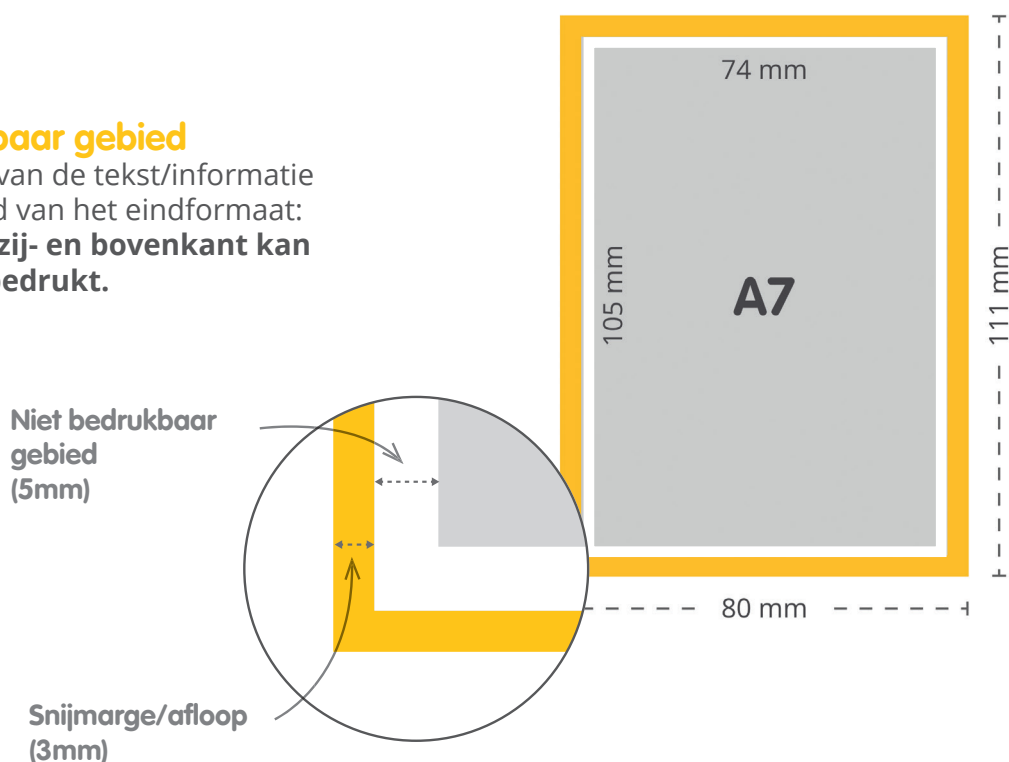 baar gebied
van de tekst/informatie
d van het eindformaat:
zij- en bovenkant kan
bedrukt.
74 mm
105 mm
A7
111 mm
80 mm
Niet bedrukbaar
gebied
(5mm)
Snijmarge/afloop
(3mm)